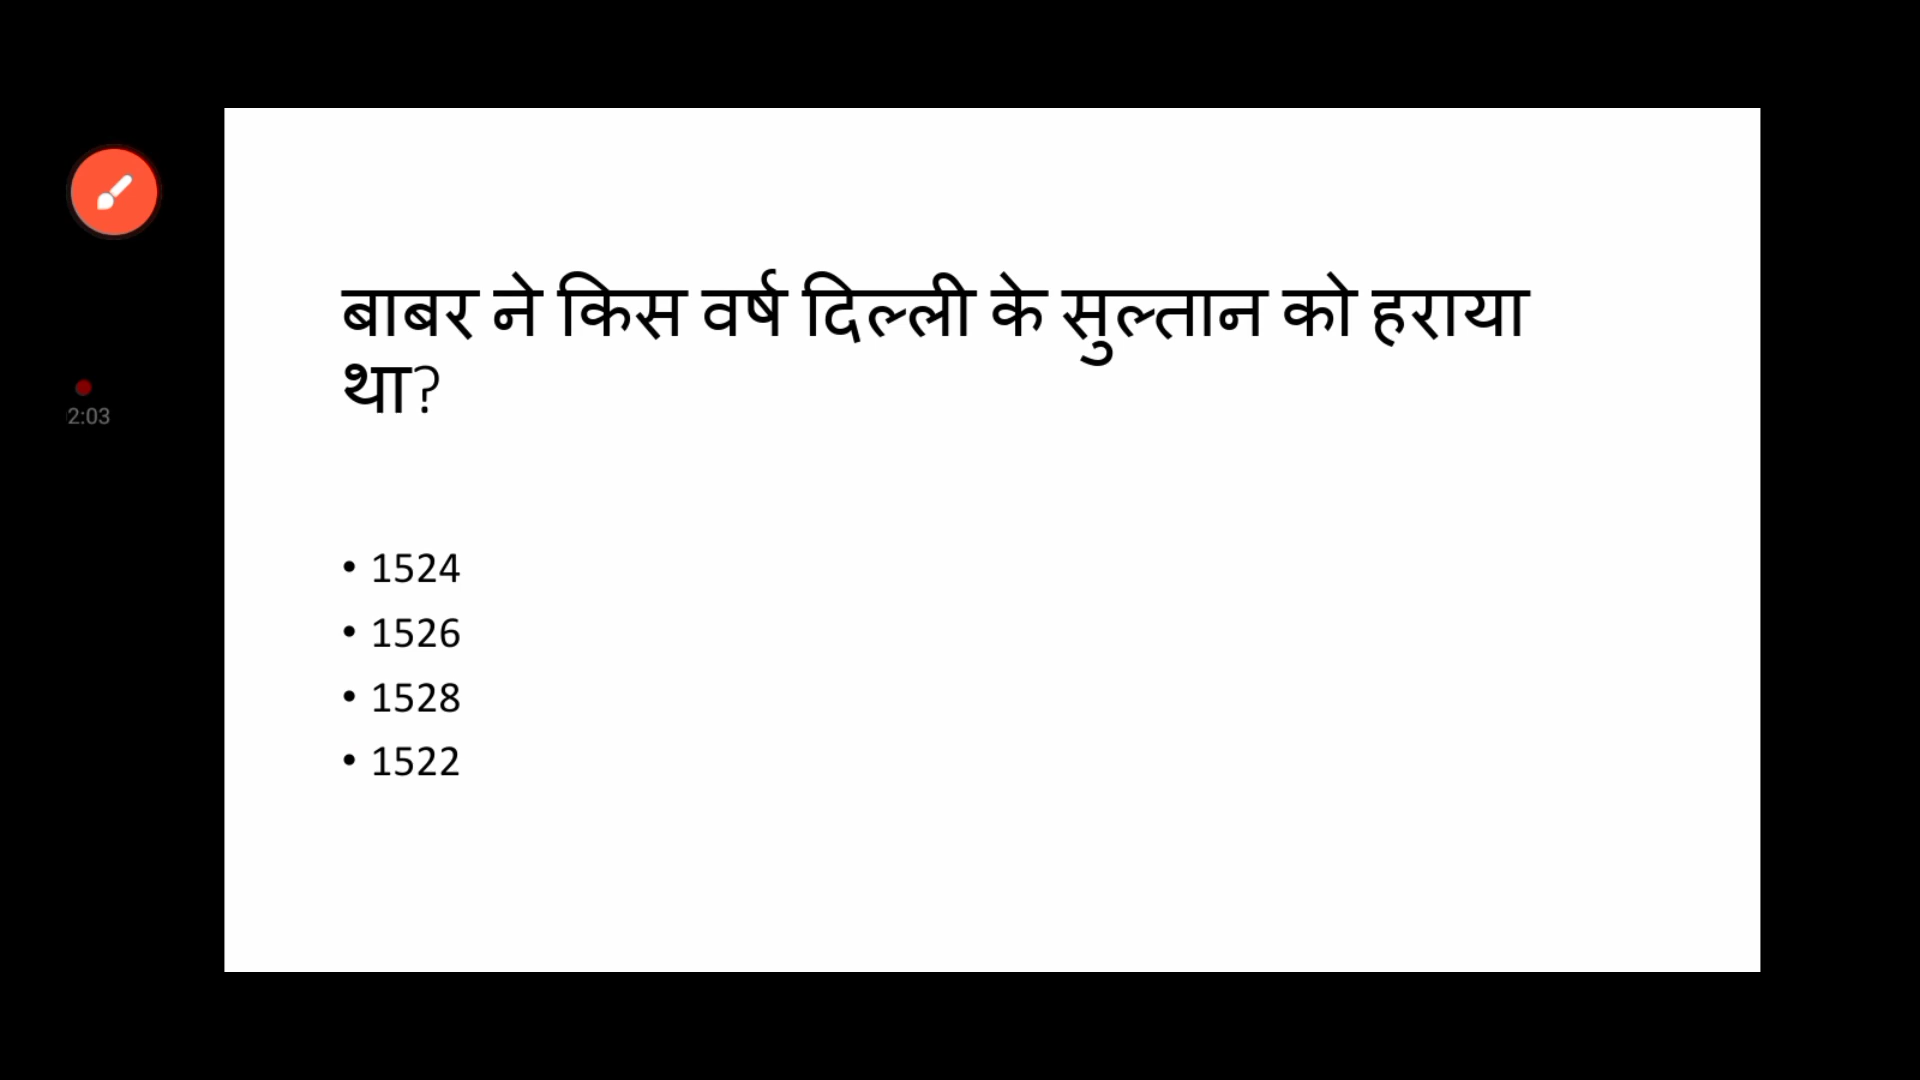 बाबर ने किस वर्ष दिल्ली के सुल्तान को हराया
था?
2:03
• 1524
• 1526
• 1528
• 1522